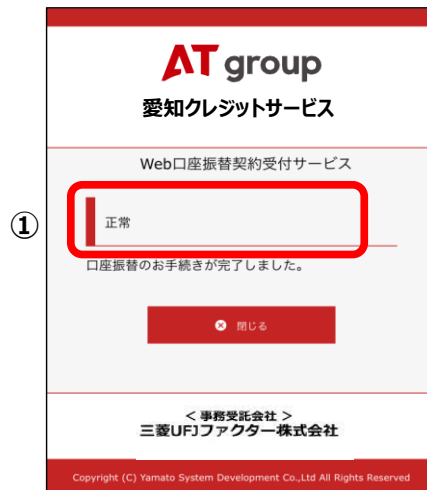 AT group
愛知クレジットサービス
Web口座振替契約受付サービス
①
正常
口座振替のお手続きが完了しました。
閉じる
< 事務受託会社 >
三菱UFJファクター株式会社
Copyright (C) Yamato System Development Co.,Ltd All Rights Reserved